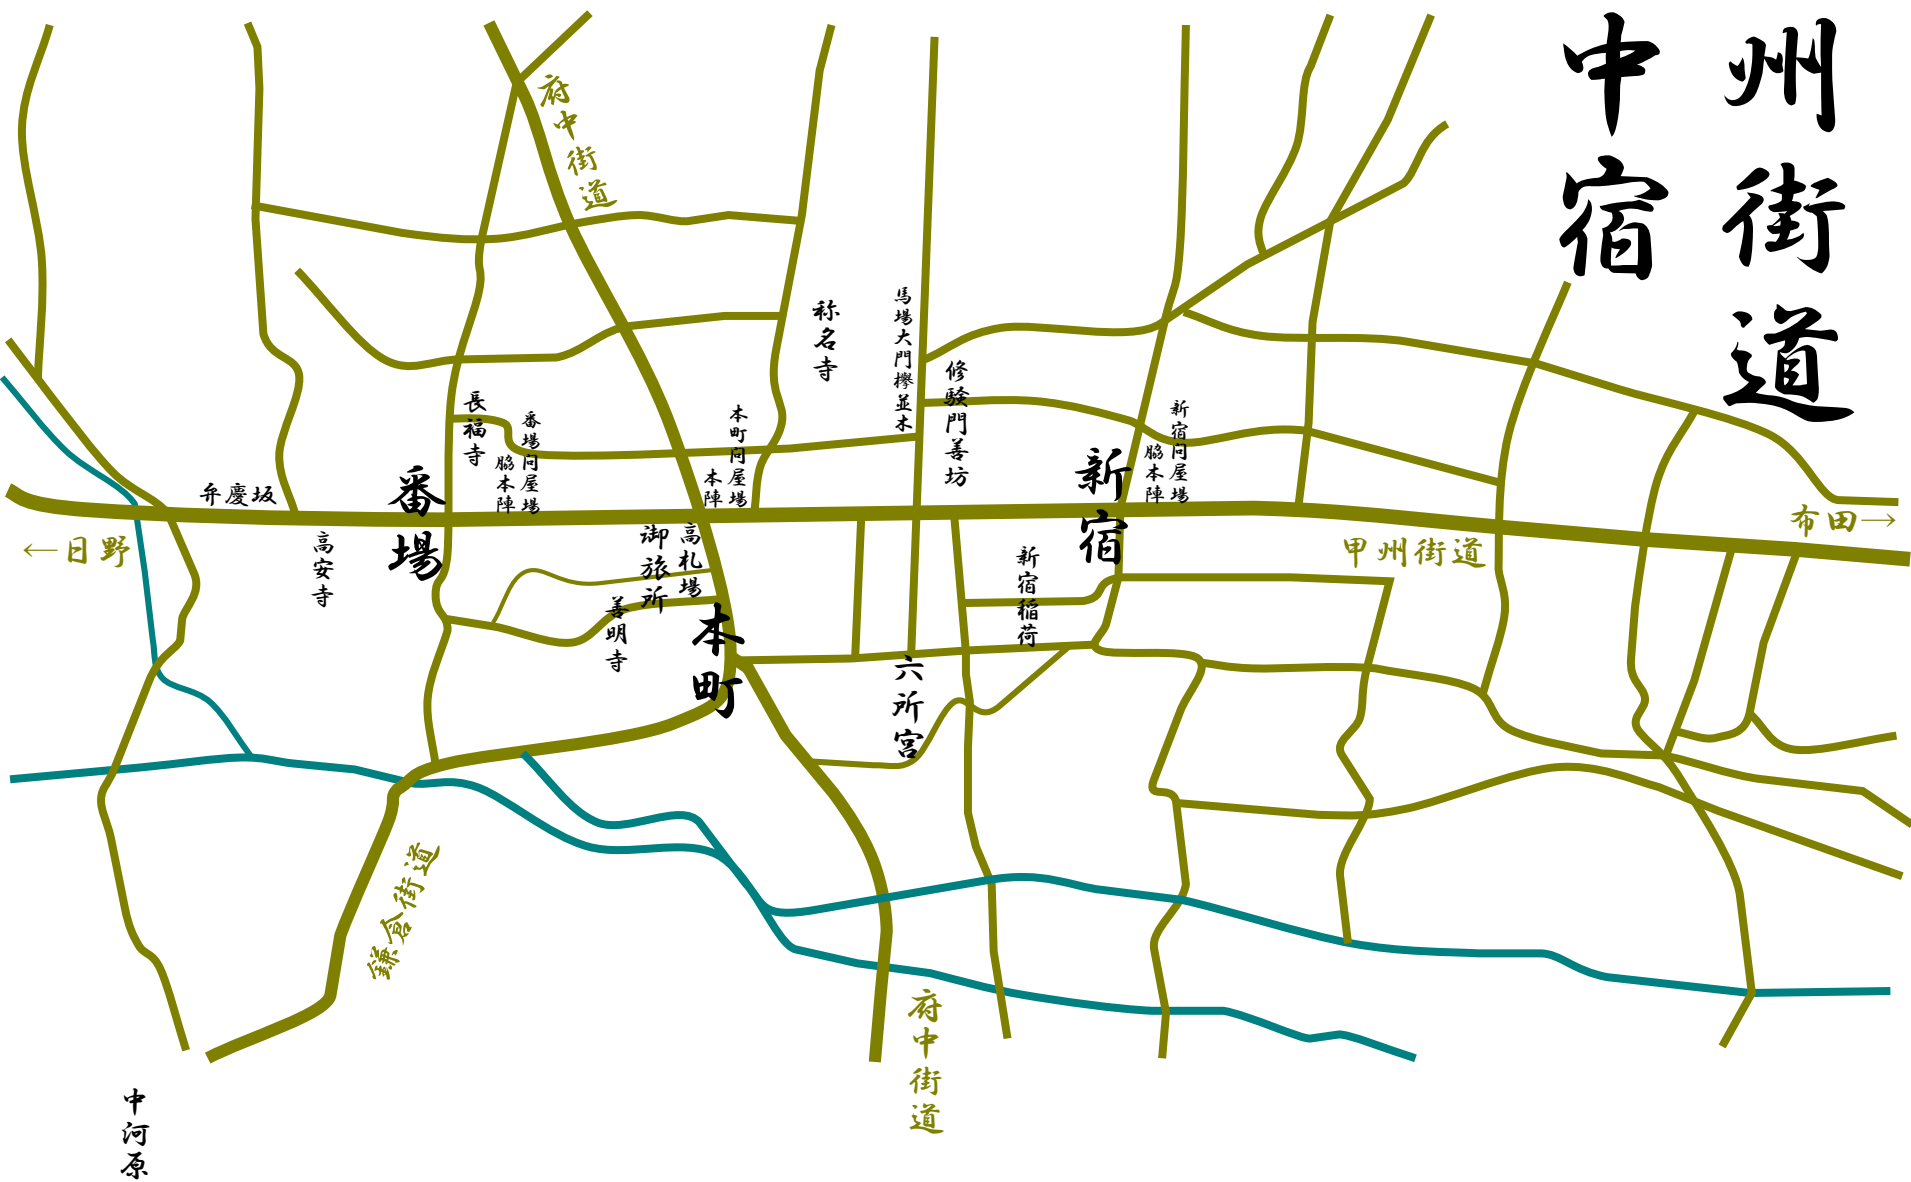 州街道
中宿
府中街道
称名寺
馬場大門欅並木
修験門善坊
長福寺
番場問屋場
脇本陣
本町問屋場
本陣
新宿問屋場
脇本陣
番場
新宿
弁慶坂
←日野
布田→
甲州街道
高安寺
高札場
御旅所
善明寺
本町
新宿稲荷
六所宮
鎌倉街道
府中街道
中河原